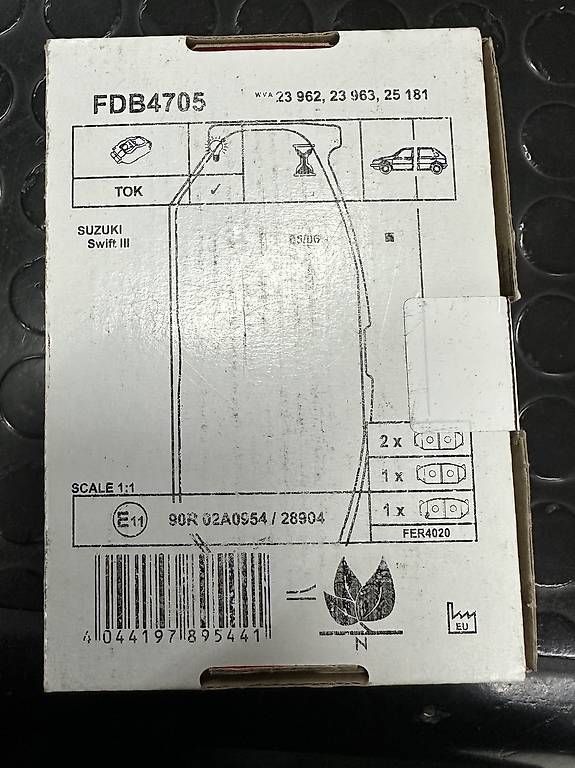 FDB4705
WVA 23 962, 23 963, 25 181
TOK
✓
SUZUKI
Swift III
05/06 -
2 x
1 x
1 x
FER4020
SCALE 1:1
E11
90R 02A0954 / 28904
4 044197 895441
N
EU